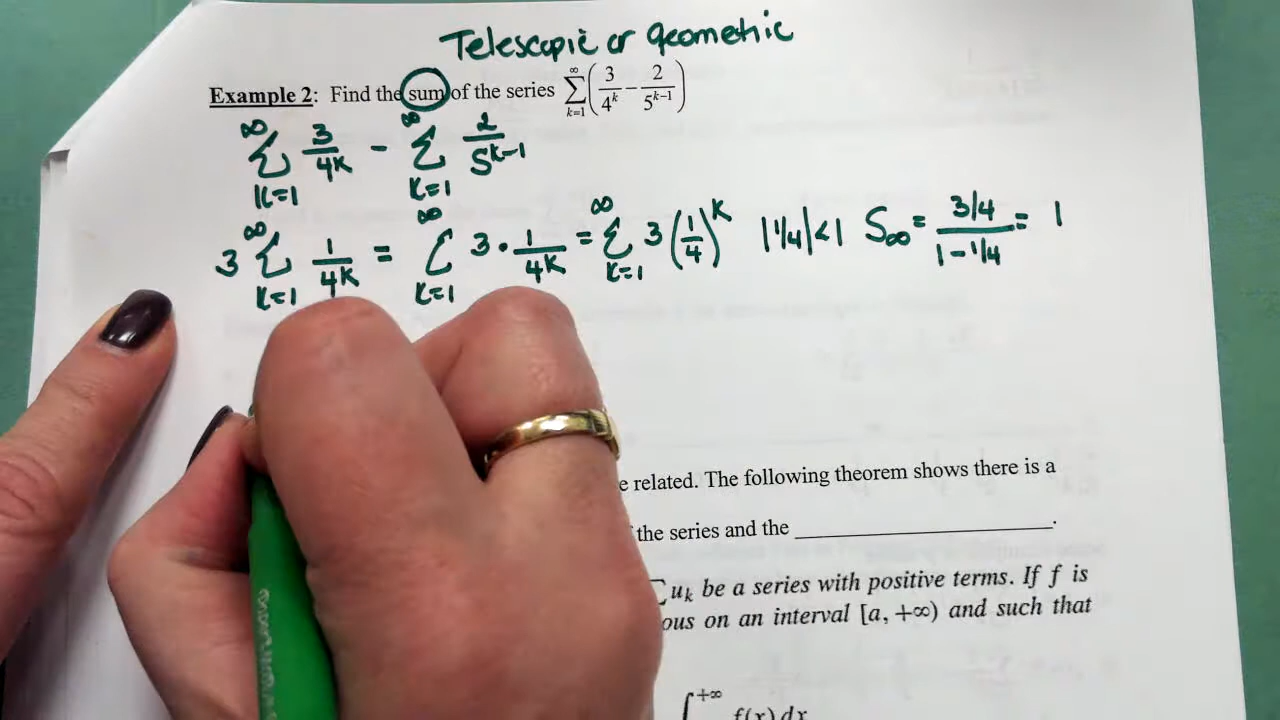 Telescopic or geometric
Example 2: Find the sum of the series ∑_{k=1}^{∞} (3/4^k − 2/5^{k−1})
∑_{k=1}^{∞} 3/4^k − ∑_{k=1}^{∞} 2/5^{k−1}
3 ∑_{k=1}^{∞} 1/4^k = ∑_{k=1}^{∞} 3 · 1/4^k = ∑_{k=1}^{∞} 3 (1/4)^k |1/4| < 1 S_∞ = (3/4)/(1 − 1/4) = 1
e related. The following theorem shows there is a
the series and the ____________________.
u_k be a series with positive terms. If f is
ous on an interval [a, +∞) and such that
∫^{+∞} f(x) dx